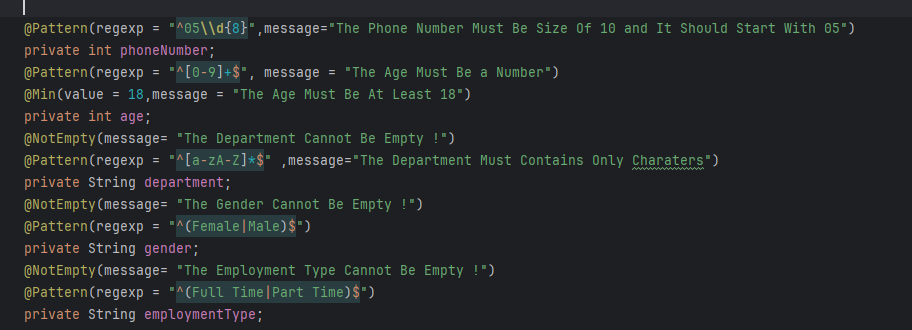 @Pattern(regexp = "^05\\d{8}",message="The Phone Number Must Be Size Of 10 and It Should Start With 05")
private int phoneNumber;
@Pattern(regexp = "^[0-9]+$", message = "The Age Must Be a Number")
@Min(value = 18,message = "The Age Must Be At Least 18")
private int age;
@NotEmpty(message= "The Department Cannot Be Empty !")
@Pattern(regexp = "^[a-zA-Z]*$" ,message="The Department Must Contains Only Charaters")
private String department;
@NotEmpty(message= "The Gender Cannot Be Empty !")
@Pattern(regexp = "^(Female|Male)$")
private String gender;
@NotEmpty(message= "The Employment Type Cannot Be Empty !")
@Pattern(regexp = "^(Full Time|Part Time)$")
private String employmentType;